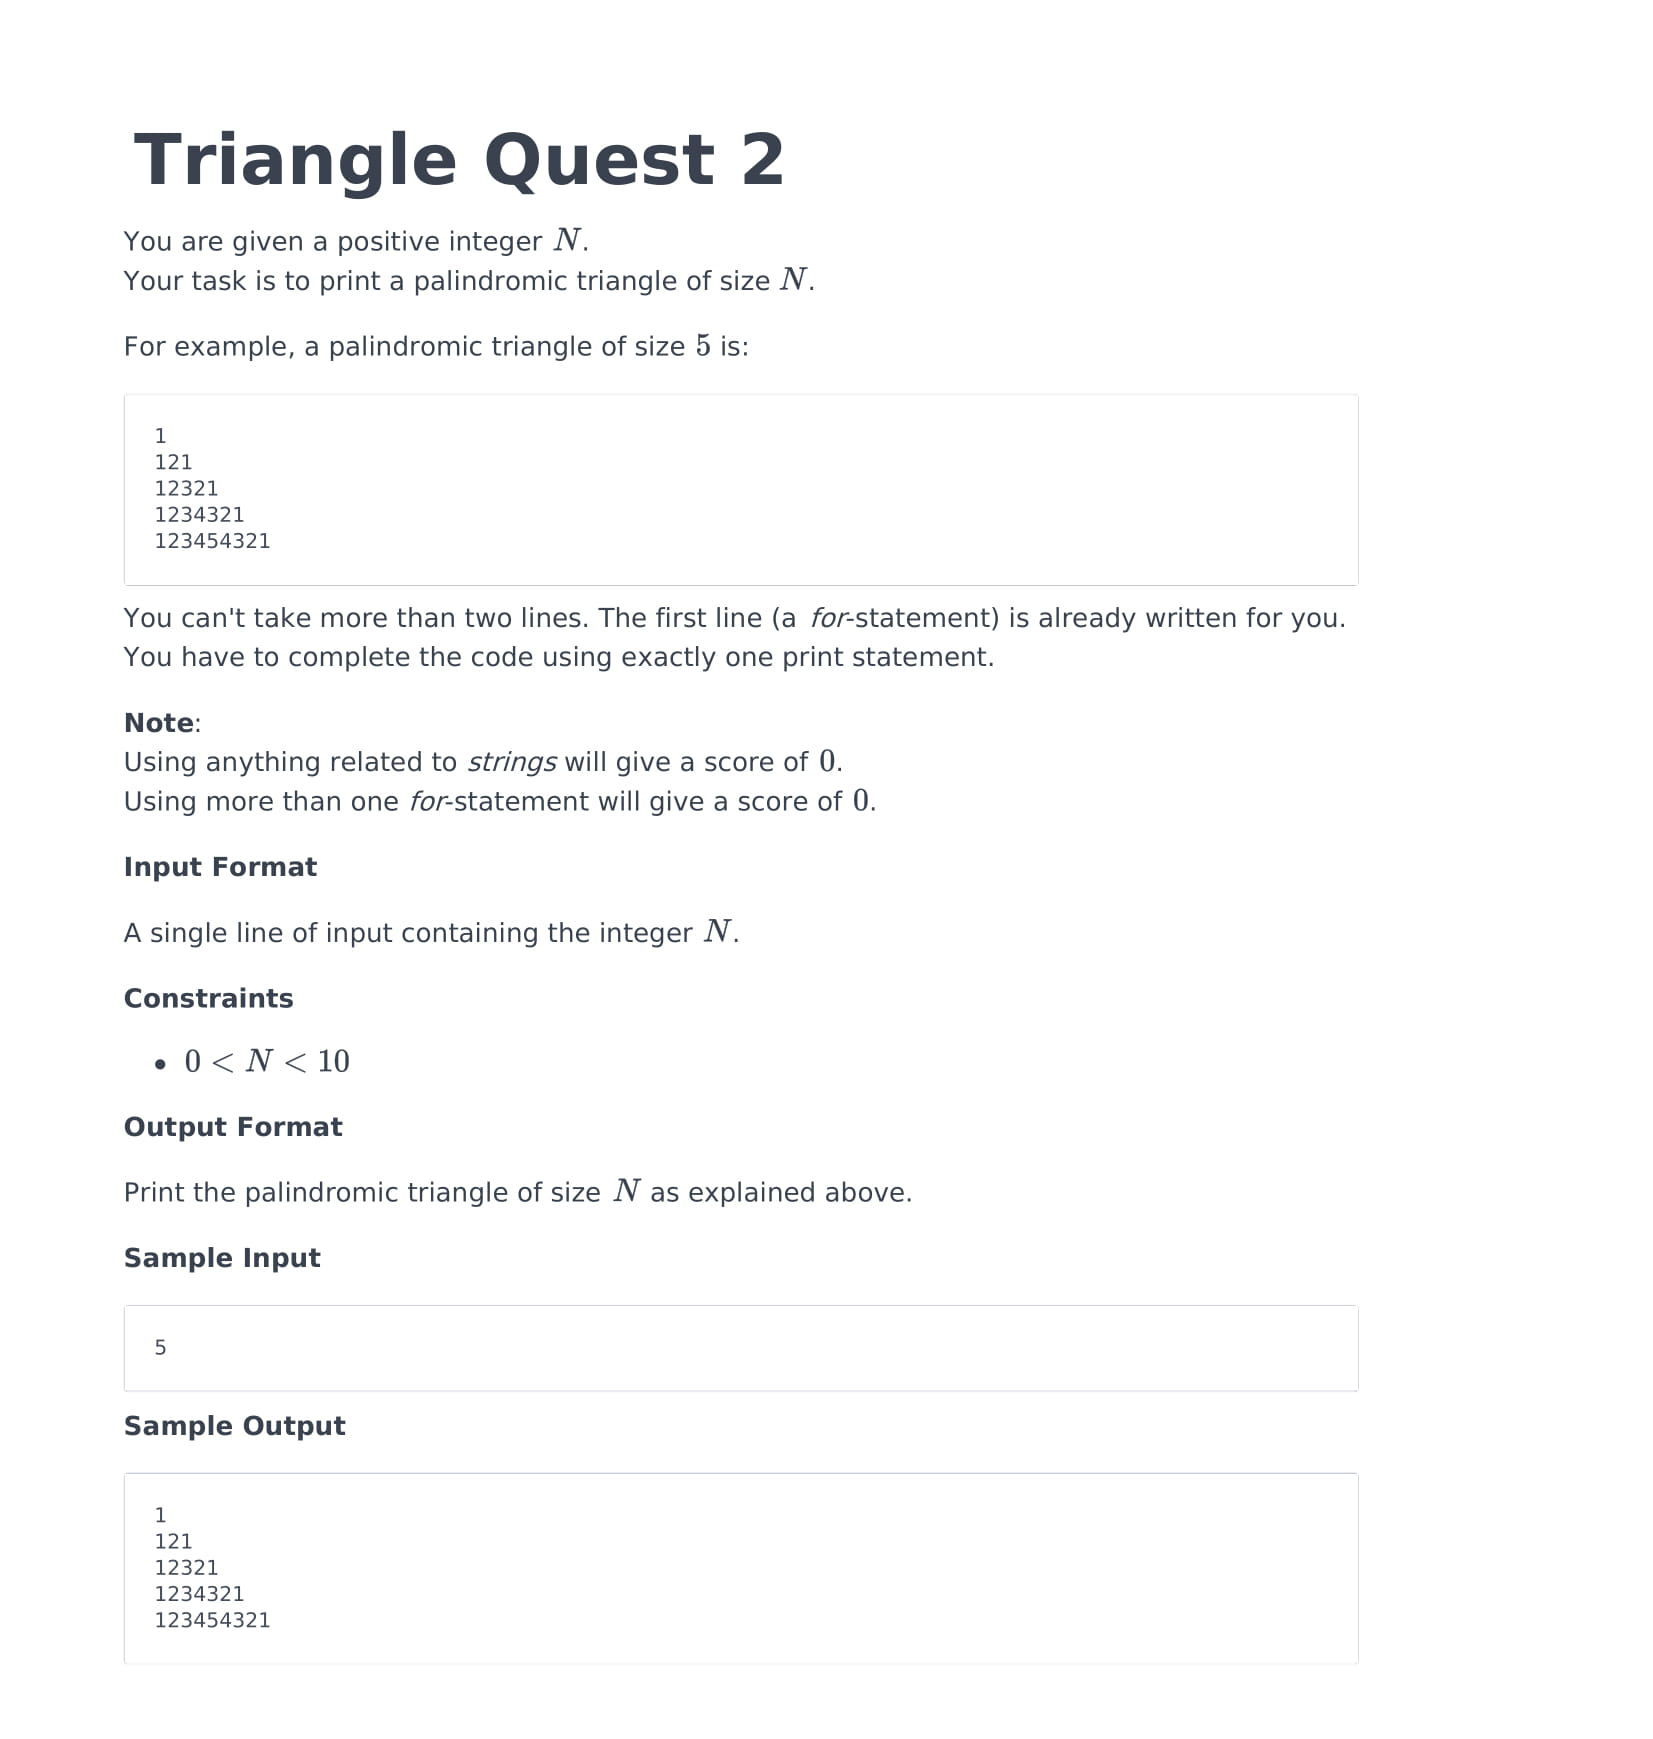 Triangle Quest 2
You are given a positive integer N.
Your task is to print a palindromic triangle of size N.
For example, a palindromic triangle of size 5 is:
1
121
12321
1234321
123454321
You can't take more than two lines. The first line (a for-statement) is already written for you.
You have to complete the code using exactly one print statement.
Note:
Using anything related to strings will give a score of 0.
Using more than one for-statement will give a score of 0.
Input Format
A single line of input containing the integer N.
Constraints
• 0 < N < 10
Output Format
Print the palindromic triangle of size N as explained above.
Sample Input
5
Sample Output
1
121
12321
1234321
123454321